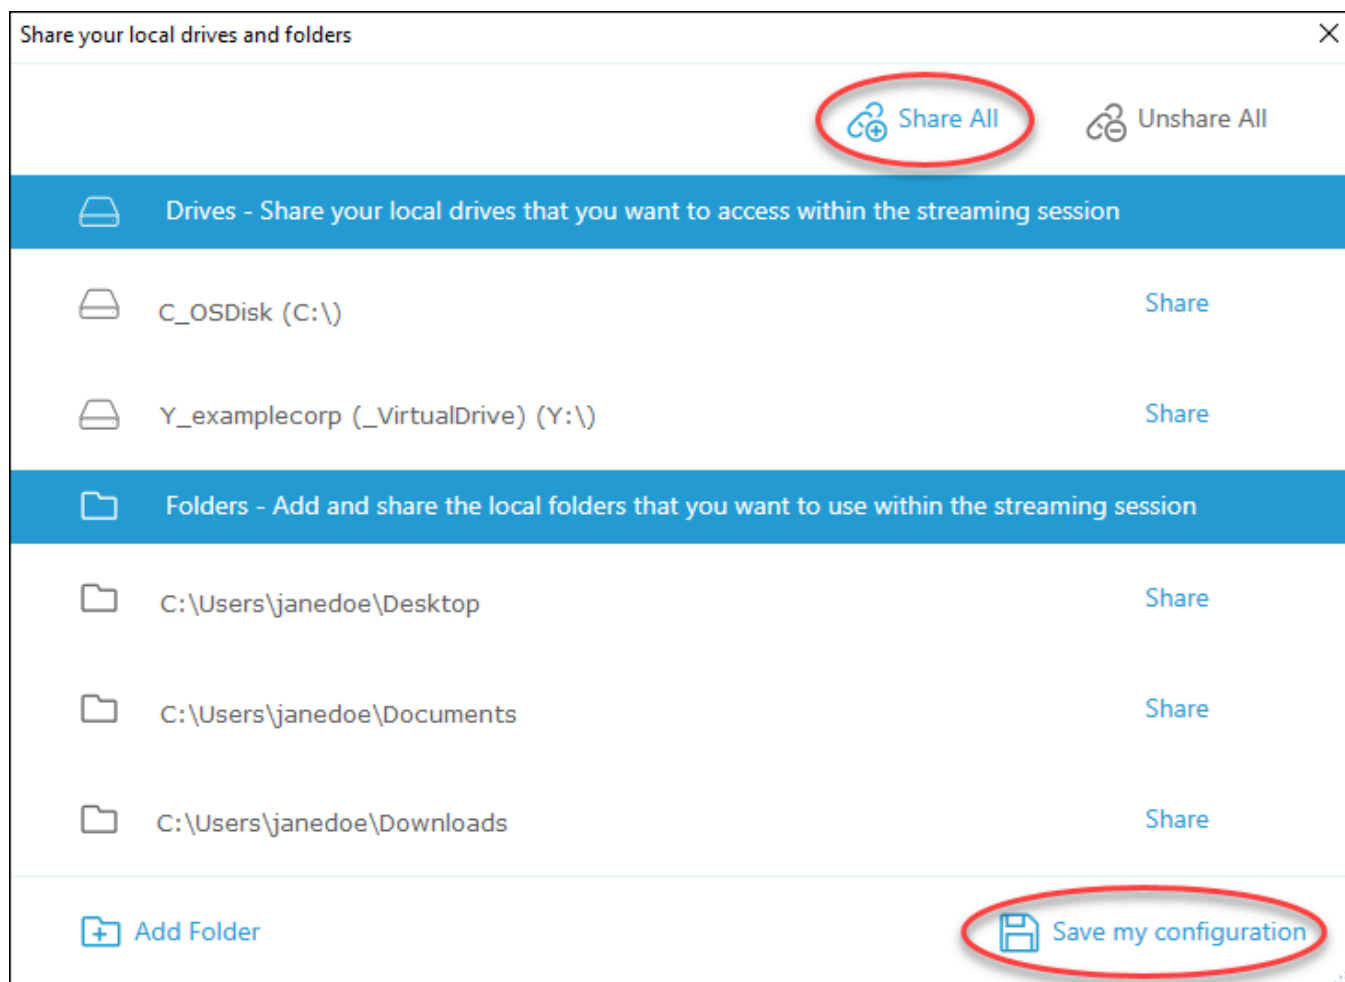 Share your local drives and folders
Share All
Unshare All
Drives - Share your local drives that you want to access within the streaming session
C_OSDisk (C:\)
Share
Y_examplecorp (_VirtualDrive) (Y:\)
Share
Folders - Add and share the local folders that you want to use within the streaming session
C:\Users\janedoe\Desktop
Share
C:\Users\janedoe\Documents
Share
C:\Users\janedoe\Downloads
Share
Add Folder
Save my configuration